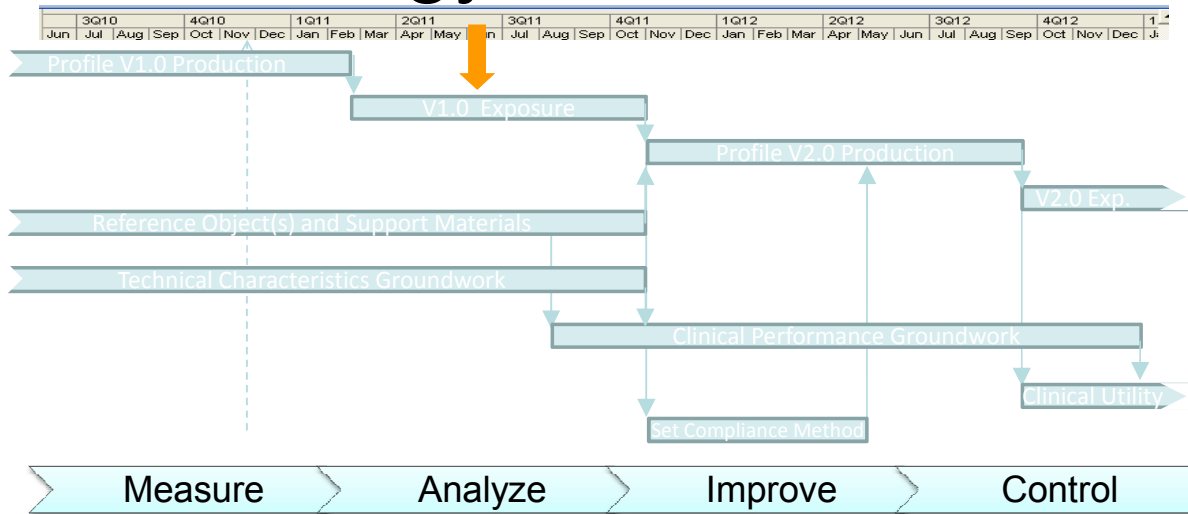 3Q10 4Q10 1Q11 2Q11 3Q11 4Q11 1Q12 2Q12 3Q12 4Q12 1
Jun Jul Aug Sep Oct Nov Dec Jan Feb Mar Apr May Jul Aug Sep Oct Nov Dec Jan Feb Mar Apr May Jun Jul Aug Sep Oct Nov Dec
Profile V1.0 Production
V1.0 Exposure
Profile V2.0 Production
V2.0 Exp.
Reference Object(s) and Support Materials
Technical Characteristics Groundwork
Clinical Performance Groundwork
Clinical Utility
Set Compliance Method
Measure Analyze Improve Control